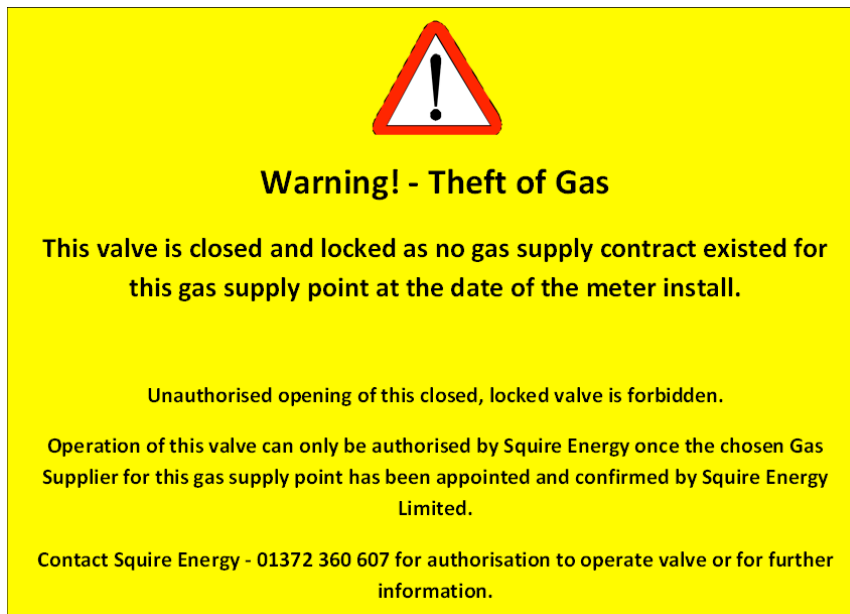 Warning! - Theft of Gas
This valve is closed and locked as no gas supply contract existed for
this gas supply point at the date of the meter install.
Unauthorised opening of this closed, locked valve is forbidden.
Operation of this valve can only be authorised by Squire Energy once the chosen Gas
Supplier for this gas supply point has been appointed and confirmed by Squire Energy
Limited.
Contact Squire Energy - 01372 360 607 for authorisation to operate valve or for further
information.